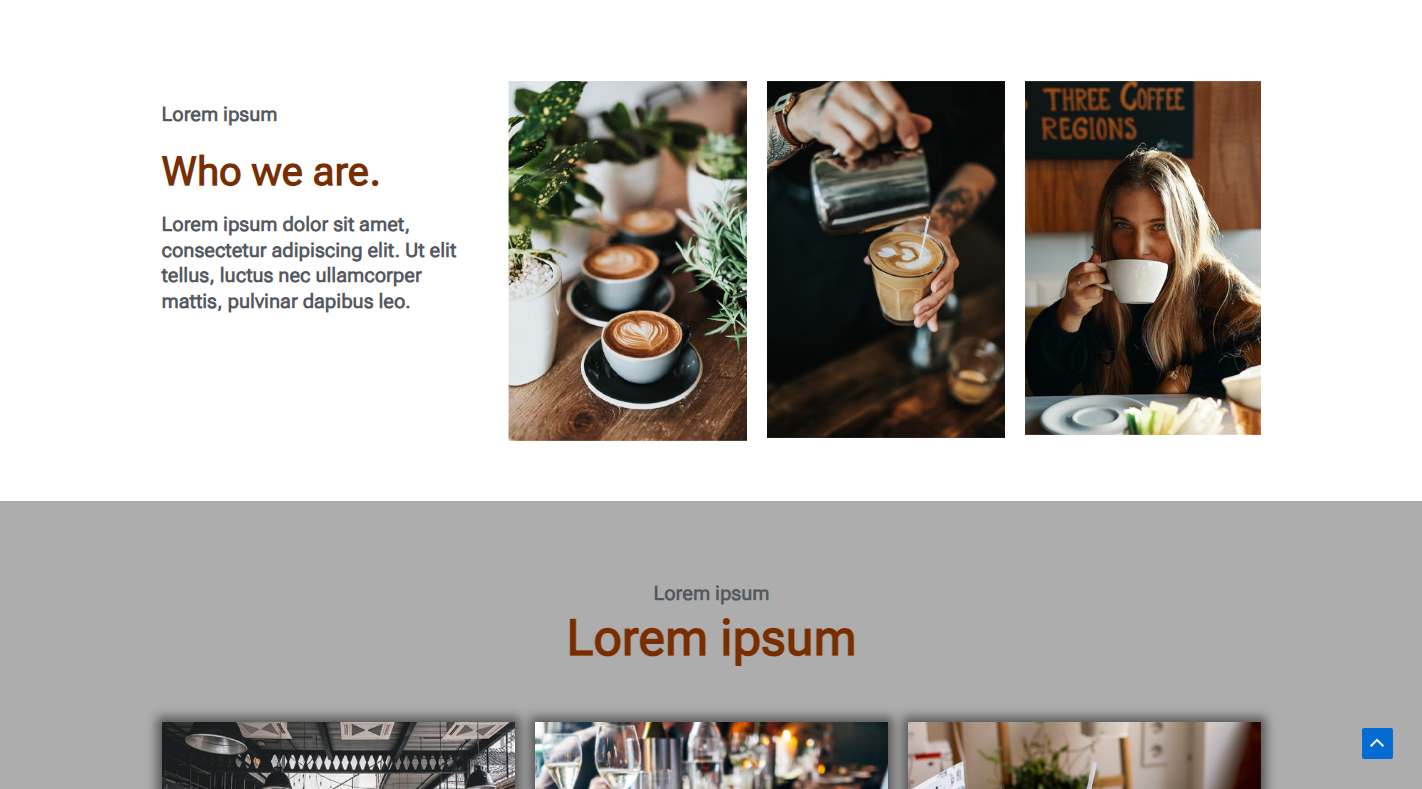 Lorem ipsum
Who we are.
Lorem ipsum dolor sit amet,
consectetur adipiscing elit. Ut elit
tellus, luctus nec ullamcorper
mattis, pulvinar dapibus leo.
THREE COFFEE
REGIONS
Lorem ipsum
Lorem ipsum